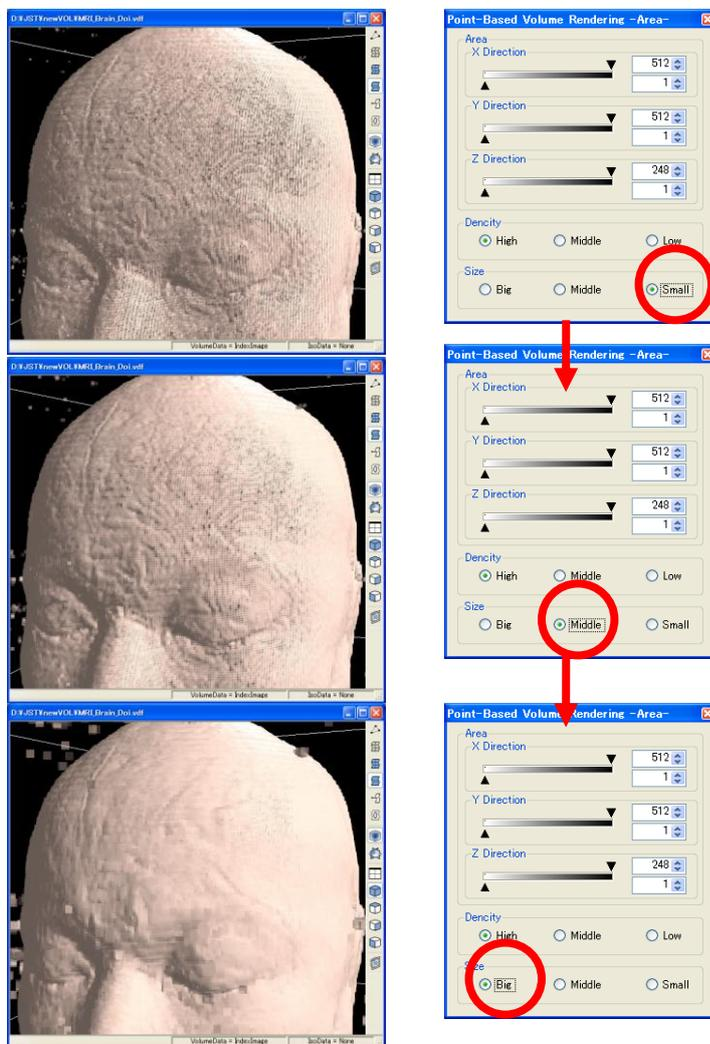 D:¥JST¥newVOL¥MRI_Brain_Doi.vdf
VolumeData = IndexImage IsoData = None
Point-Based Volume Rendering -Area-
Area
X Direction
512
1
Y Direction
512
1
Z Direction
248
1
Dencity
High Middle Low
Size
Big Middle Small
D:¥JST¥newVOL¥MRI_Brain_Doi.vdf
VolumeData = IndexImage IsoData = None
Point-Based Volume Rendering -Area-
Area
X Direction
512
1
Y Direction
512
1
Z Direction
248
1
Dencity
High Middle Low
Size
Big Middle Small
D:¥JST¥newVOL¥MRI_Brain_Doi.vdf
VolumeData = IndexImage IsoData = None
Point-Based Volume Rendering -Area-
Area
X Direction
512
1
Y Direction
512
1
Z Direction
248
1
Dencity
High Middle Low
Size
Big Middle Small